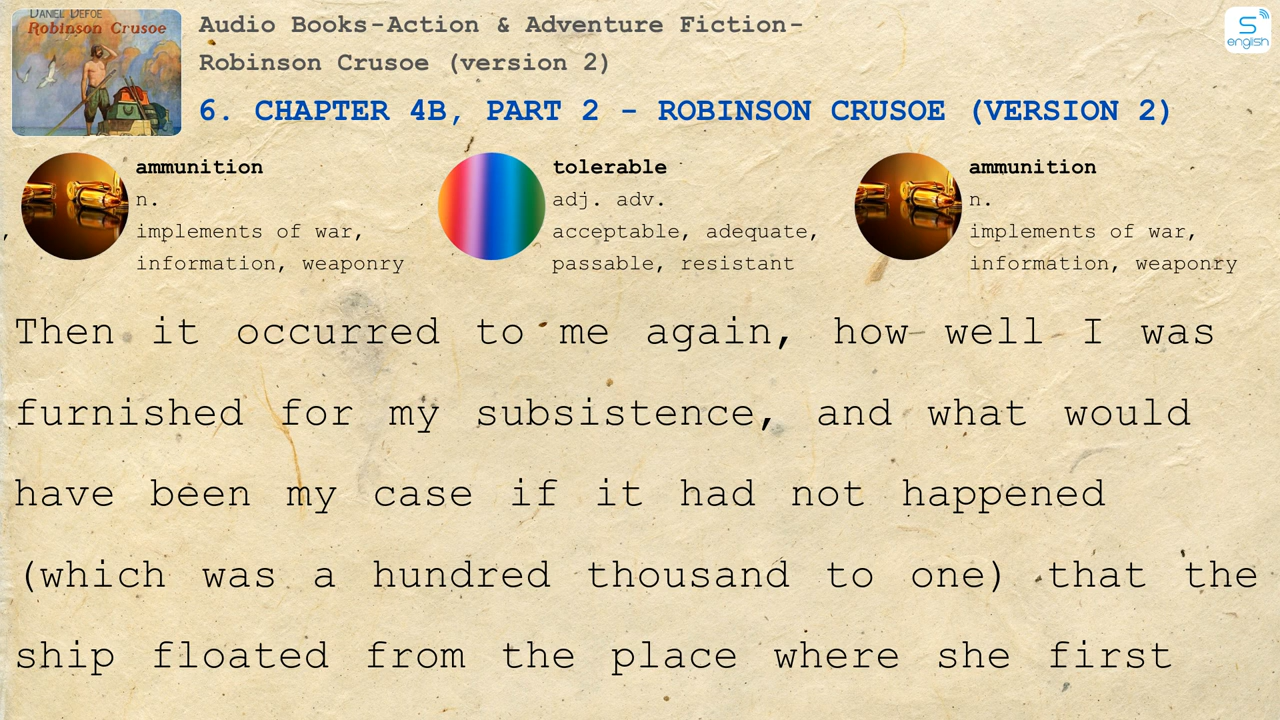 DANIEL DEFOE
Robinson Crusoe
Audio Books-Action & Adventure Fiction-
Robinson Crusoe (version 2)
S
english
6. CHAPTER 4B, PART 2 - ROBINSON CRUSOE (VERSION 2)
ammunition
n.
implements of war,
information, weaponry
tolerable
adj. adv.
acceptable, adequate,
passable, resistant
ammunition
n.
implements of war,
information, weaponry
Then it occurred to me again, how well I was
furnished for my subsistence, and what would
have been my case if it had not happened
(which was a hundred thousand to one) that the
ship floated from the place where she first